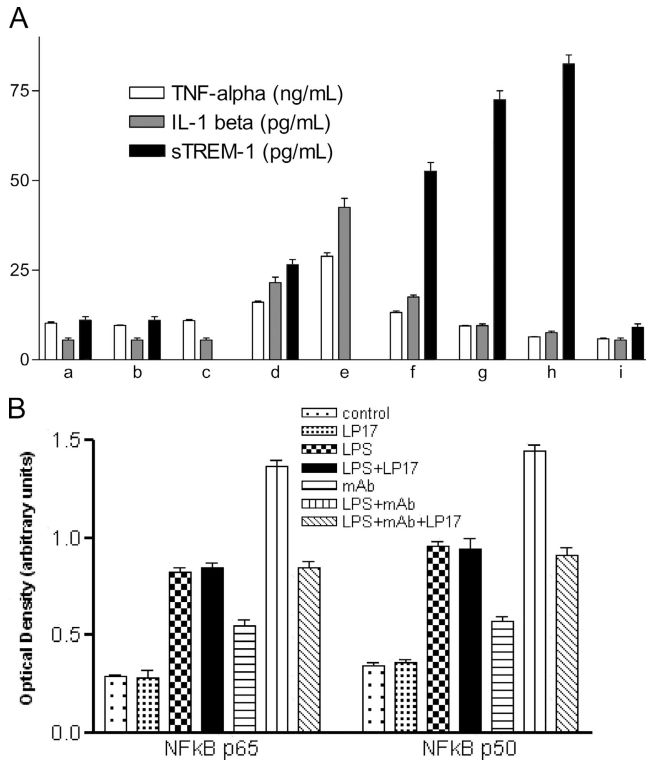 A
75
50
25
0
TNF-alpha (ng/mL)
IL-1 beta (pg/mL)
sTREM-1 (pg/mL)
a b c d e f g h i
B
Optical Density (arbitrary units)
1.5
1.0
0.5
0.0
control
LP17
LPS
LPS+LP17
mAb
LPS+mAb
LPS+mAb+LP17
NFkB p65 NFkB p50